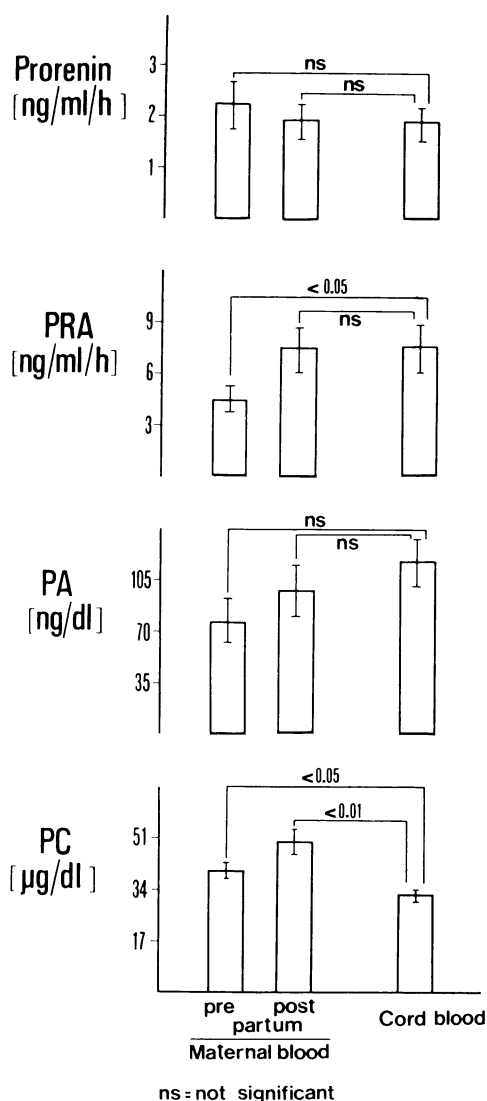 Prorenin
[ng/ml/h]
3
2
1
ns
ns
PRA
[ng/ml/h]
9
6
3
< 0.05
ns
PA
[ng/dl]
105
70
35
ns
ns
PC
[µg/dl]
51
34
17
<0.05
<0.01
pre post
partum
Cord blood
Maternal blood
ns = not significant